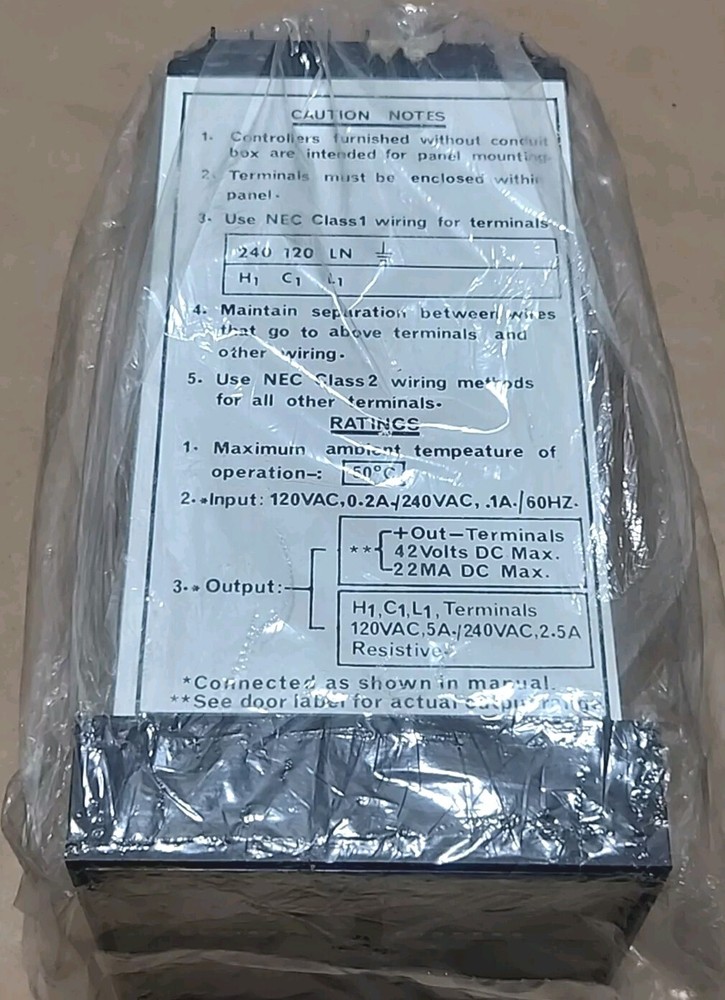 CAUTION NOTES
1. Controllers furnished without conduit
box are intended for panel mounting.
2. Terminals must be enclosed within
panel.
3. Use NEC Class1 wiring for terminals
240 120 LN ⏚
H1 C1 L1
4. Maintain separation between wires
that go to above terminals and
other wiring.
5. Use NEC Class2 wiring methods
for all other terminals.
RATINGS
1. Maximum ambient tempeature of
operation-: 50°C
2. *Input: 120VAC,0.2A./240VAC, .1A./60HZ.
+Out-Terminals
** 42Volts DC Max.
22MA DC Max.
3.* Output:
H1,C1,L1, Terminals
120VAC,5A./240VAC,2.5A
Resistive
*Connected as shown in manual.
**See door label for actual output range